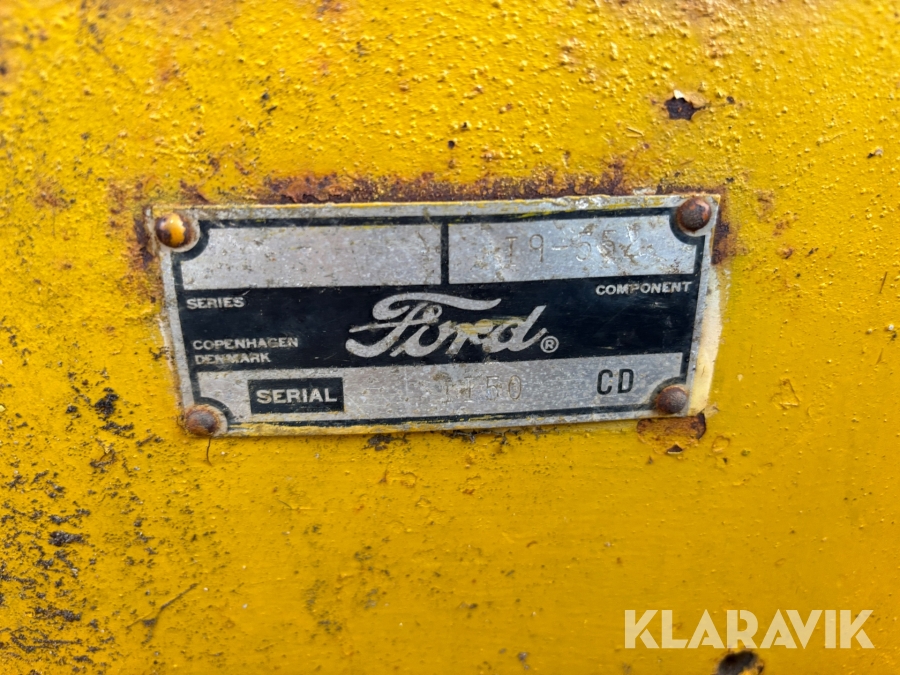 SERIES
COMPONENT
Ford®
COPENHAGEN
DENMARK
SERIAL CD
KLARAVIK